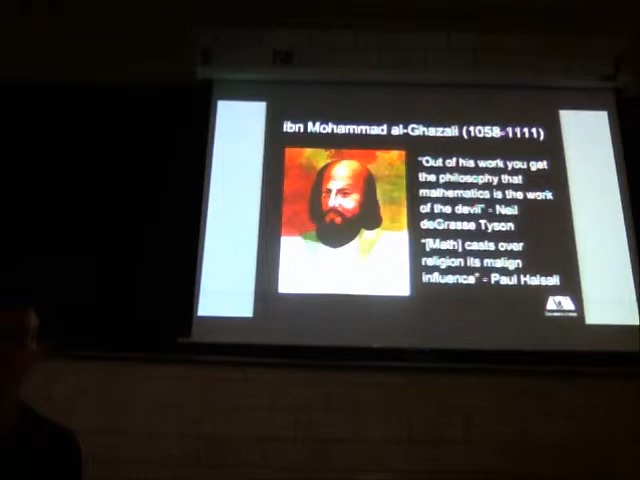 ibn Mohammad al-Ghazali (1058-1111)
"Out of his work you get
the philosophy that
mathematics is the work
of the devil" - Neil
deGrasse Tyson
"[Math] casts over
religion its malign
influence" - Paul Halsall